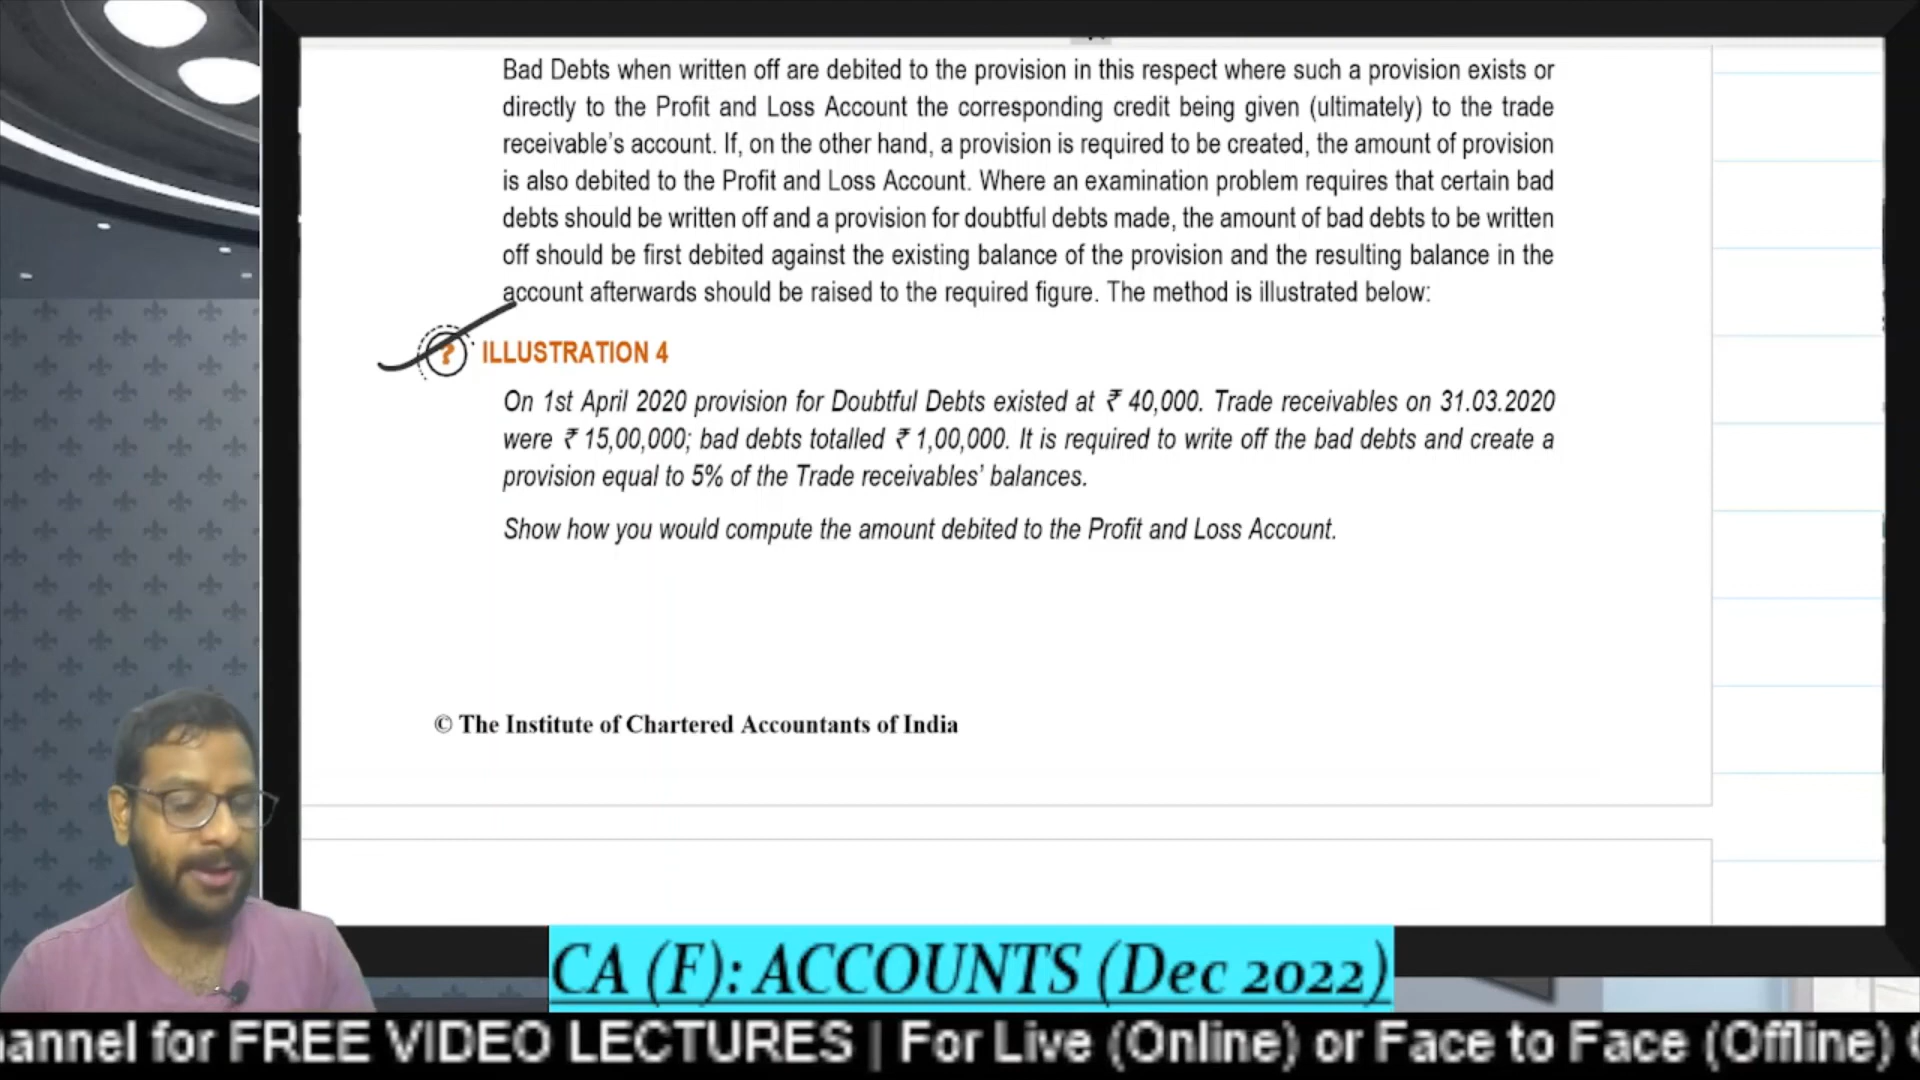 Bad Debts when written off are debited to the provision in this respect where such a provision exists or
directly to the Profit and Loss Account the corresponding credit being given (ultimately) to the trade
receivable's account. If, on the other hand, a provision is required to be created, the amount of provision
is also debited to the Profit and Loss Account. Where an examination problem requires that certain bad
debts should be written off and a provision for doubtful debts made, the amount of bad debts to be written
off should be first debited against the existing balance of the provision and the resulting balance in the
account afterwards should be raised to the required figure. The method is illustrated below:
? ILLUSTRATION 4
On 1st April 2020 provision for Doubtful Debts existed at ₹ 40,000. Trade receivables on 31.03.2020
were ₹ 15,00,000; bad debts totalled ₹ 1,00,000. It is required to write off the bad debts and create a
provision equal to 5% of the Trade receivables' balances.
Show how you would compute the amount debited to the Profit and Loss Account.
© The Institute of Chartered Accountants of India
CA (F): ACCOUNTS (Dec 2022)
for FREE VIDEO LECTURES | For Live (Online) or Face to Face (Offline)